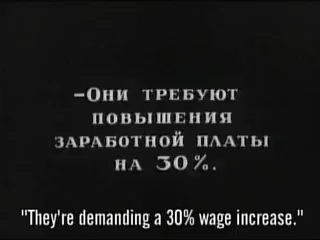 –Они требуют
повышения
заработной платы
на 30%.
"They're demanding a 30% wage increase."